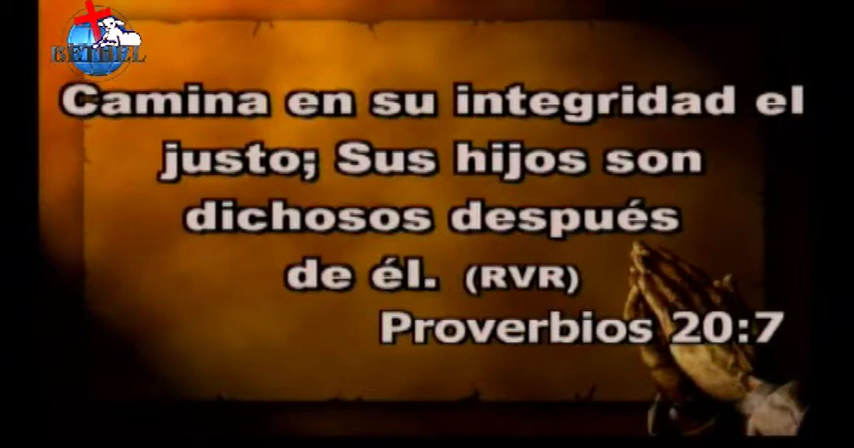 BETHEL
Camina en su integridad el
justo; Sus hijos son
dichosos después
de él. (RVR)
Proverbios 20:7